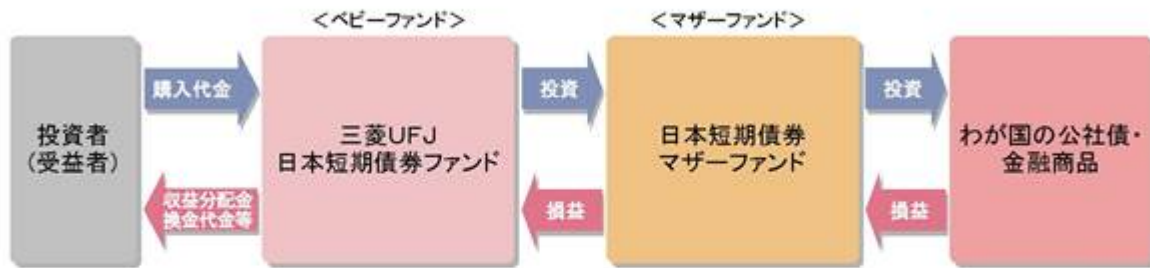 ＜ベビーファンド＞
＜マザーファンド＞
投資者
（受益者）
購入代金
収益分配金
換金代金等
三菱ＵＦＪ
日本短期債券ファンド
投資
損益
日本短期債券
マザーファンド
投資
損益
わが国の公社債・
金融商品